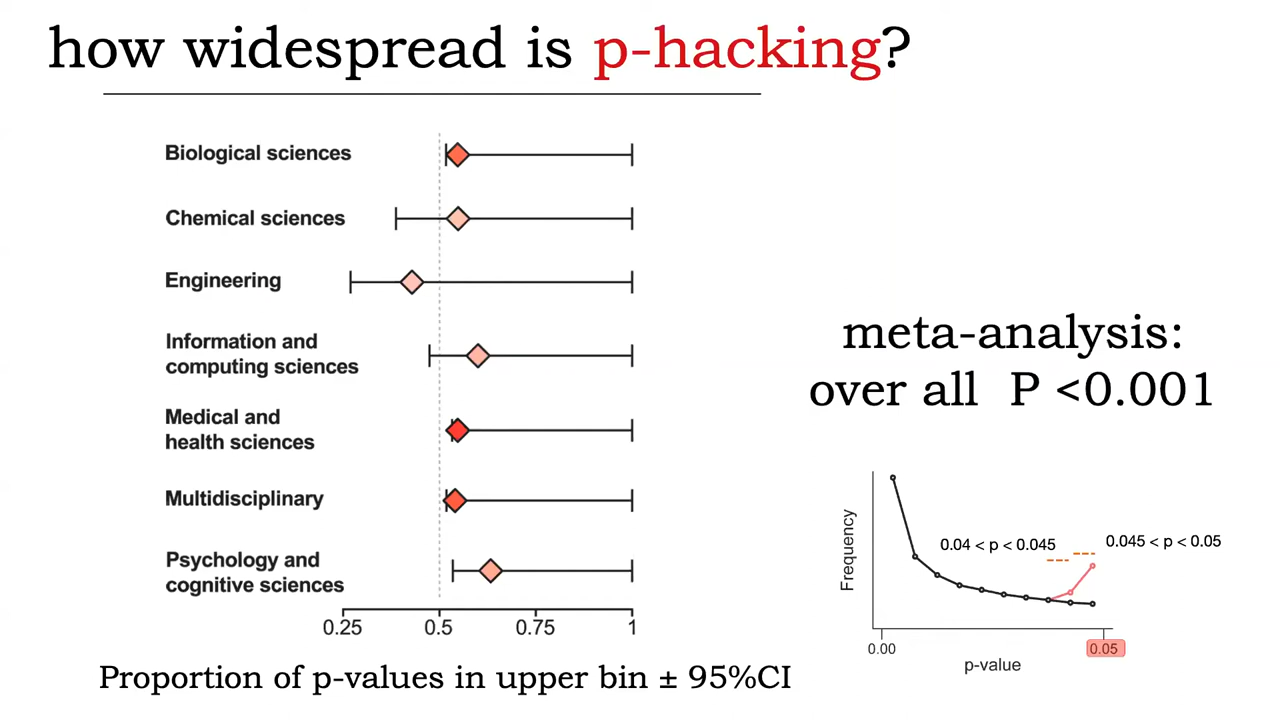 how widespread is p-hacking?
Biological sciences
Chemical sciences
Engineering
Information and
computing sciences
Medical and
health sciences
Multidisciplinary
Psychology and
cognitive sciences
0.25 0.5 0.75 1
Proportion of p-values in upper bin ± 95%CI
meta-analysis:
over all P <0.001
Frequency
0.04 < p < 0.045
0.045 < p < 0.05
0.00 0.05
p-value